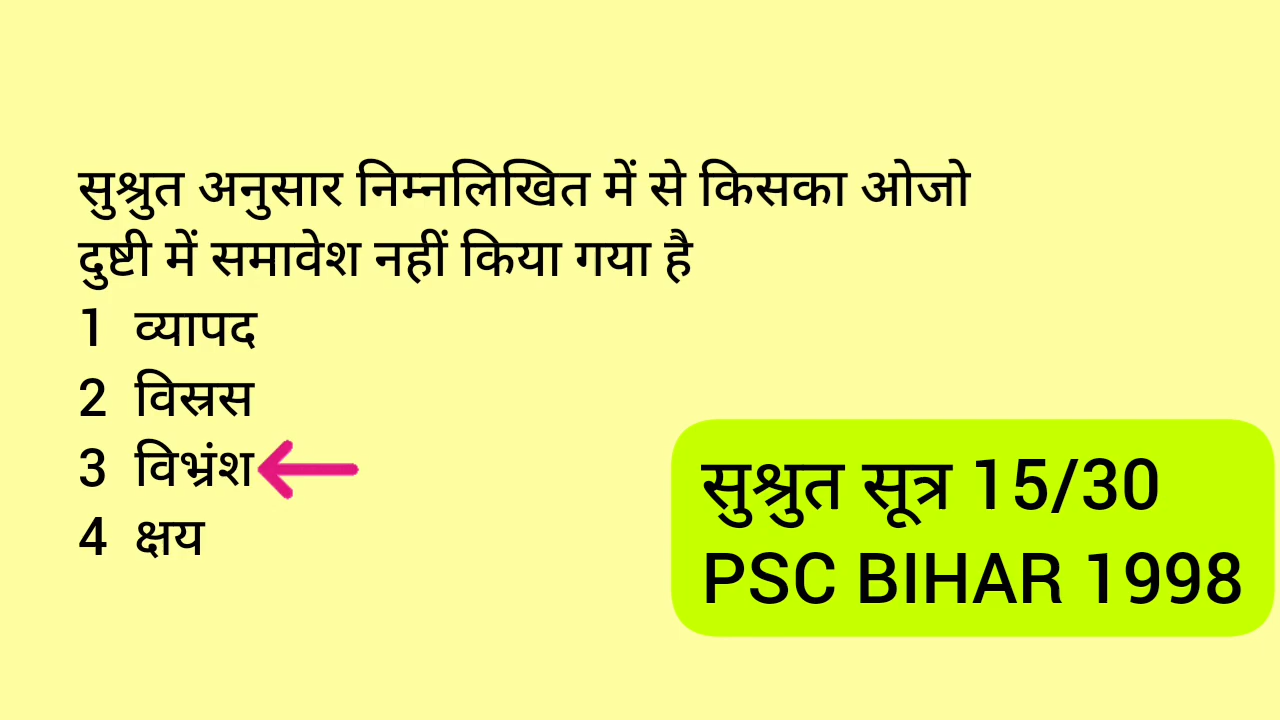 सुश्रुत अनुसार निम्नलिखित में से किसका ओजो
दुष्टी में समावेश नहीं किया गया है
1 व्यापद
2 विस्रस
3 विभ्रंश
4 क्षय
सुश्रुत सूत्र 15/30
PSC BIHAR 1998